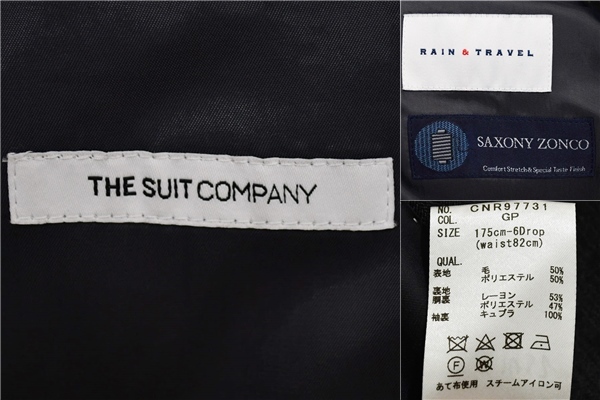 THE SUIT COMPANY
RAIN & TRAVEL
SAXONY ZONCO
Comfort Stretch & Special Taste Finish
NO. CNR97731
COL. GP
SIZE 175cm-6Drop
(waist82cm)
QUAL.
表地 毛 50%
ポリエステル 50%
裏地
胴裏 レーヨン 53%
ポリエステル 47%
袖裏 キュプラ 100%
あて布使用 スチームアイロン可